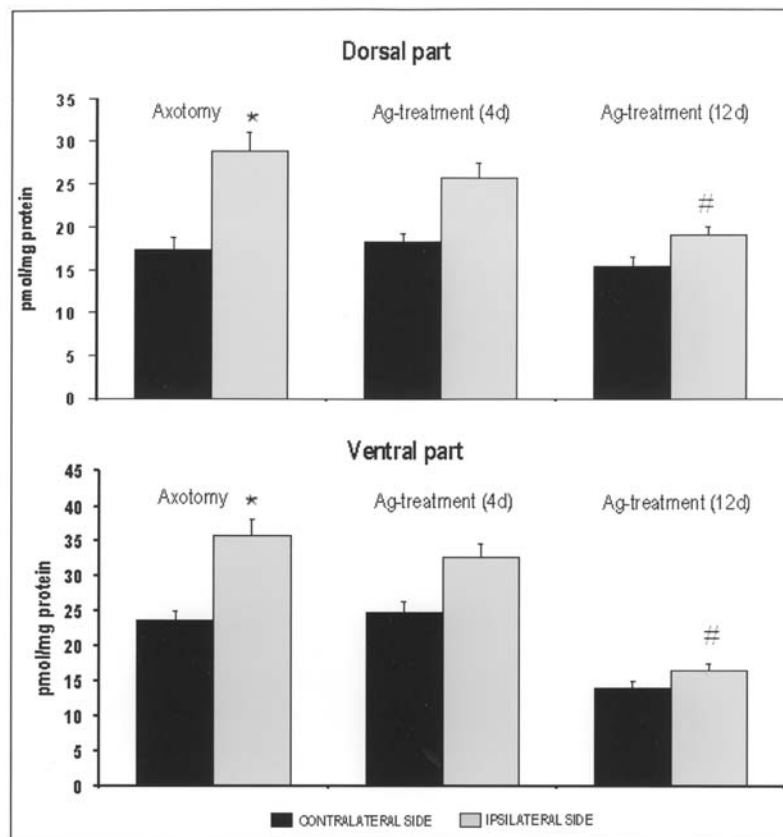 Dorsal part
Axotomy * Ag-treatment (4d) Ag-treatment (12d)
#
pmol/mg protein
35
30
25
20
15
10
5
0
Ventral part
Axotomy * Ag-treatment (4d) Ag-treatment (12d)
#
pmol/mg protein
45
40
35
30
25
20
15
10
5
0
CONTRALATERAL SIDE IPSILATERAL SIDE